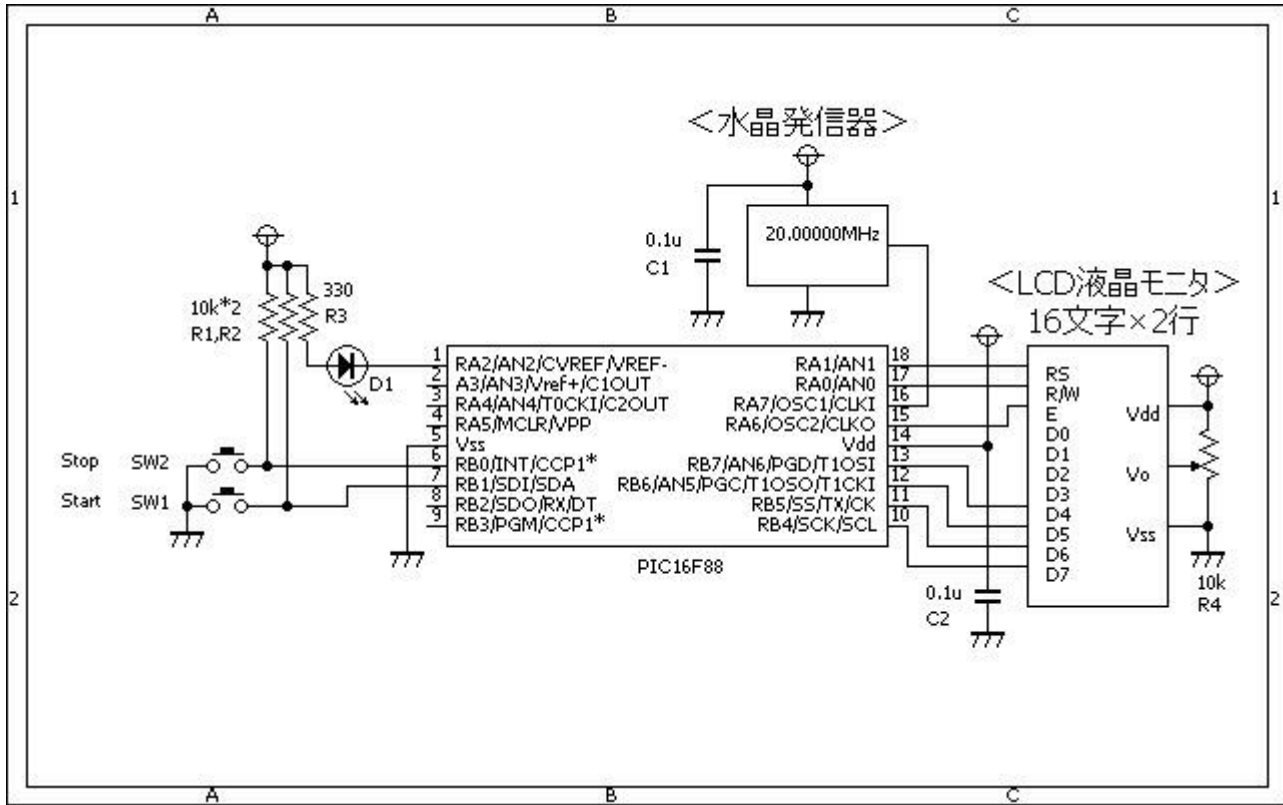 A B C
1 1
2 2
＜水晶発信器＞
20.00000MHz
0.1u
C1
10k*2
R1,R2
330
R3
D1
Stop SW2
Start SW1
1 RA2/AN2/CVREF/VREF-
2 A3/AN3/Vref+/C1OUT
3 RA4/AN4/T0CKI/C2OUT
4 RA5/MCLR/VPP
5 Vss
6 RB0/INT/CCP1*
7 RB1/SDI/SDA
8 RB2/SDO/RX/DT
9 RB3/PGM/CCP1*
RA1/AN1 18
RA0/AN0 17
RA7/OSC1/CLKI 16
RA6/OSC2/CLKO 15
Vdd 14
RB7/AN6/PGD/T1OSI 13
RB6/AN5/PGC/T1OSO/T1CKI 12
RB5/SS/TX/CK 11
RB4/SCK/SCL 10
PIC16F88
＜LCD液晶モニタ＞
16文字×2行
RS
R/W
E
D0
D1
D2
D3
D4
D5
D6
D7
Vdd
Vo
Vss
10k
R4
0.1u
C2
A B C